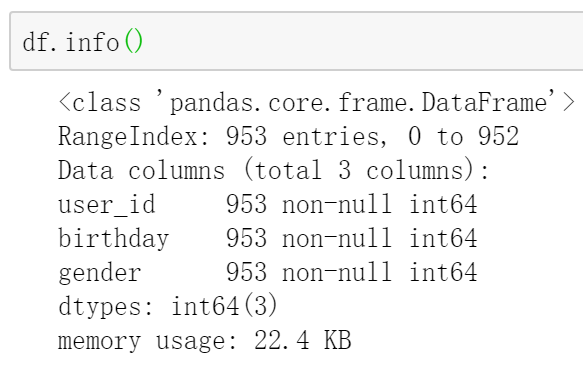 df.info()
<class 'pandas.core.frame.DataFrame'>
RangeIndex: 953 entries, 0 to 952
Data columns (total 3 columns):
user_id     953 non-null int64
birthday    953 non-null int64
gender      953 non-null int64
dtypes: int64(3)
memory usage: 22.4 KB